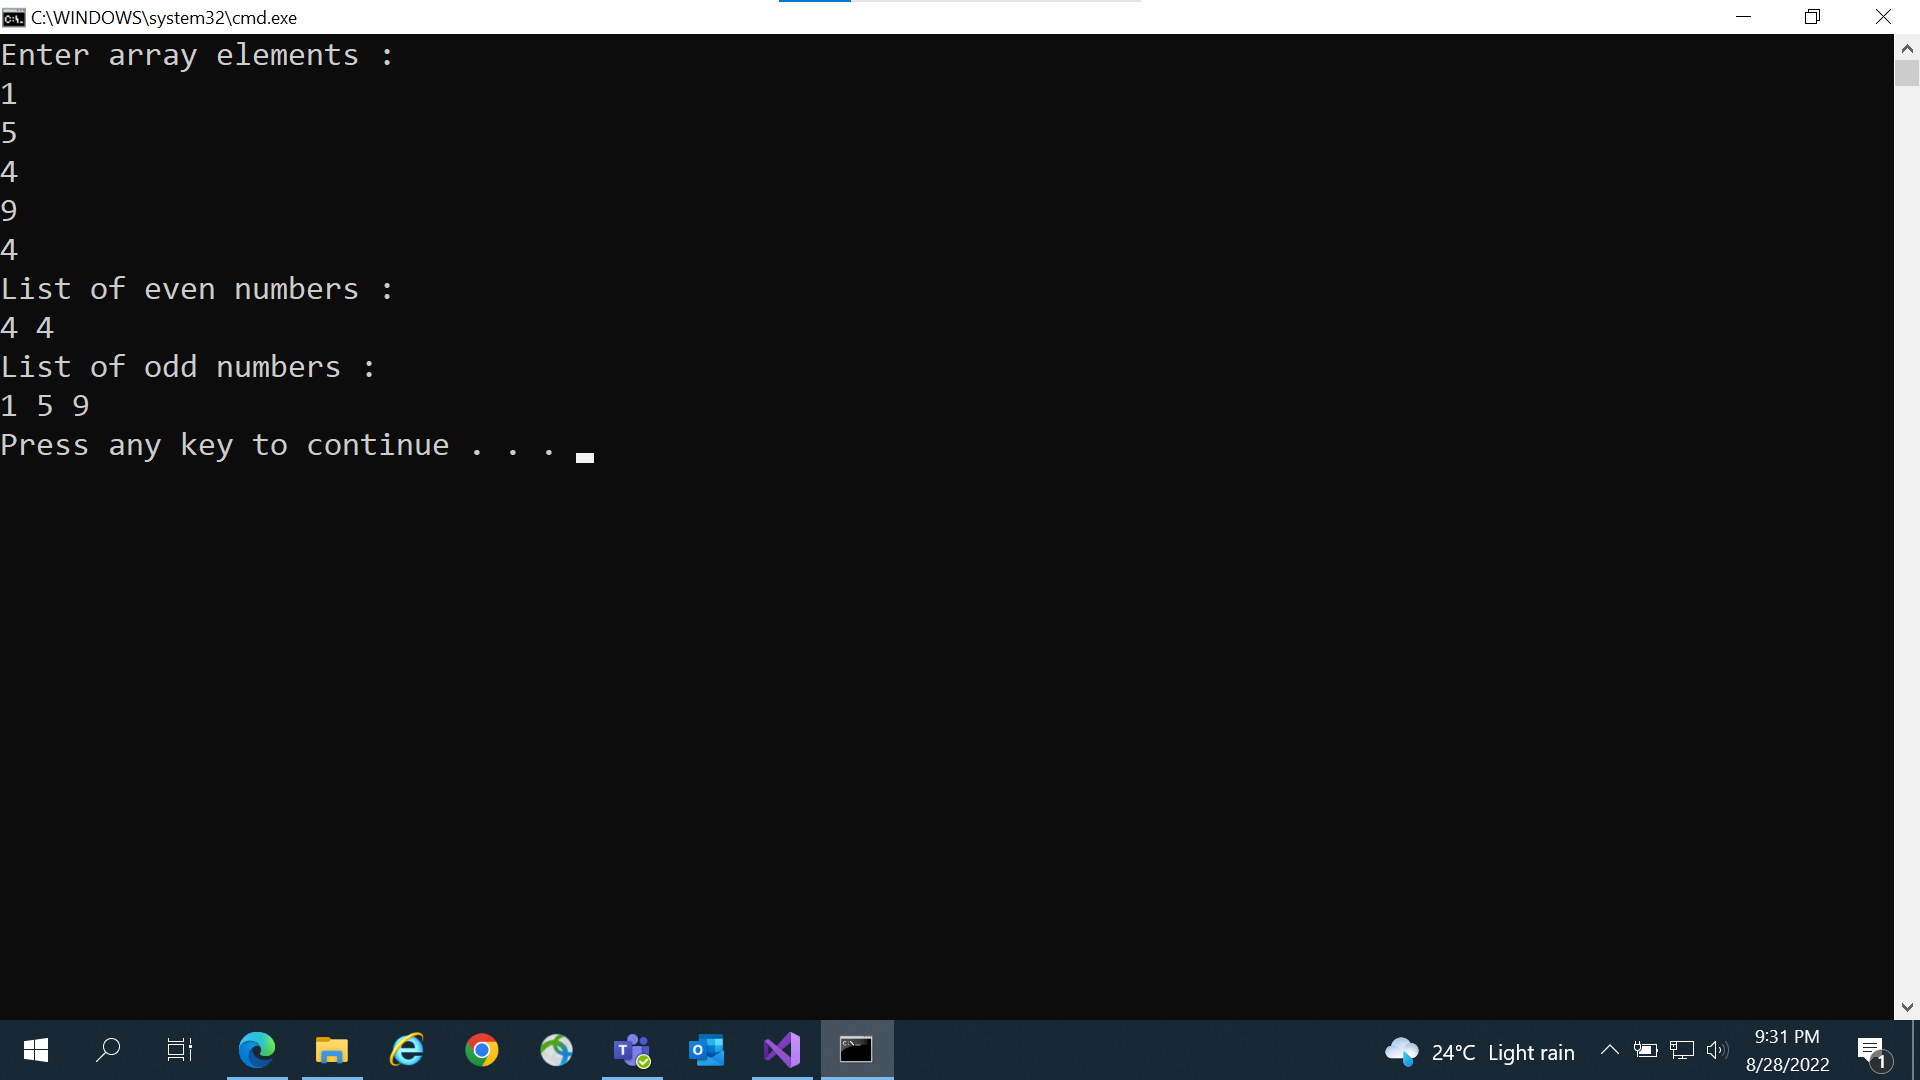 C:\WINDOWS\system32\cmd.exe
Enter array elements :
1
5
4
9
4
List of even numbers :
4 4
List of odd numbers :
1 5 9
Press any key to continue . . .
24°C Light rain
9:31 PM
8/28/2022
1